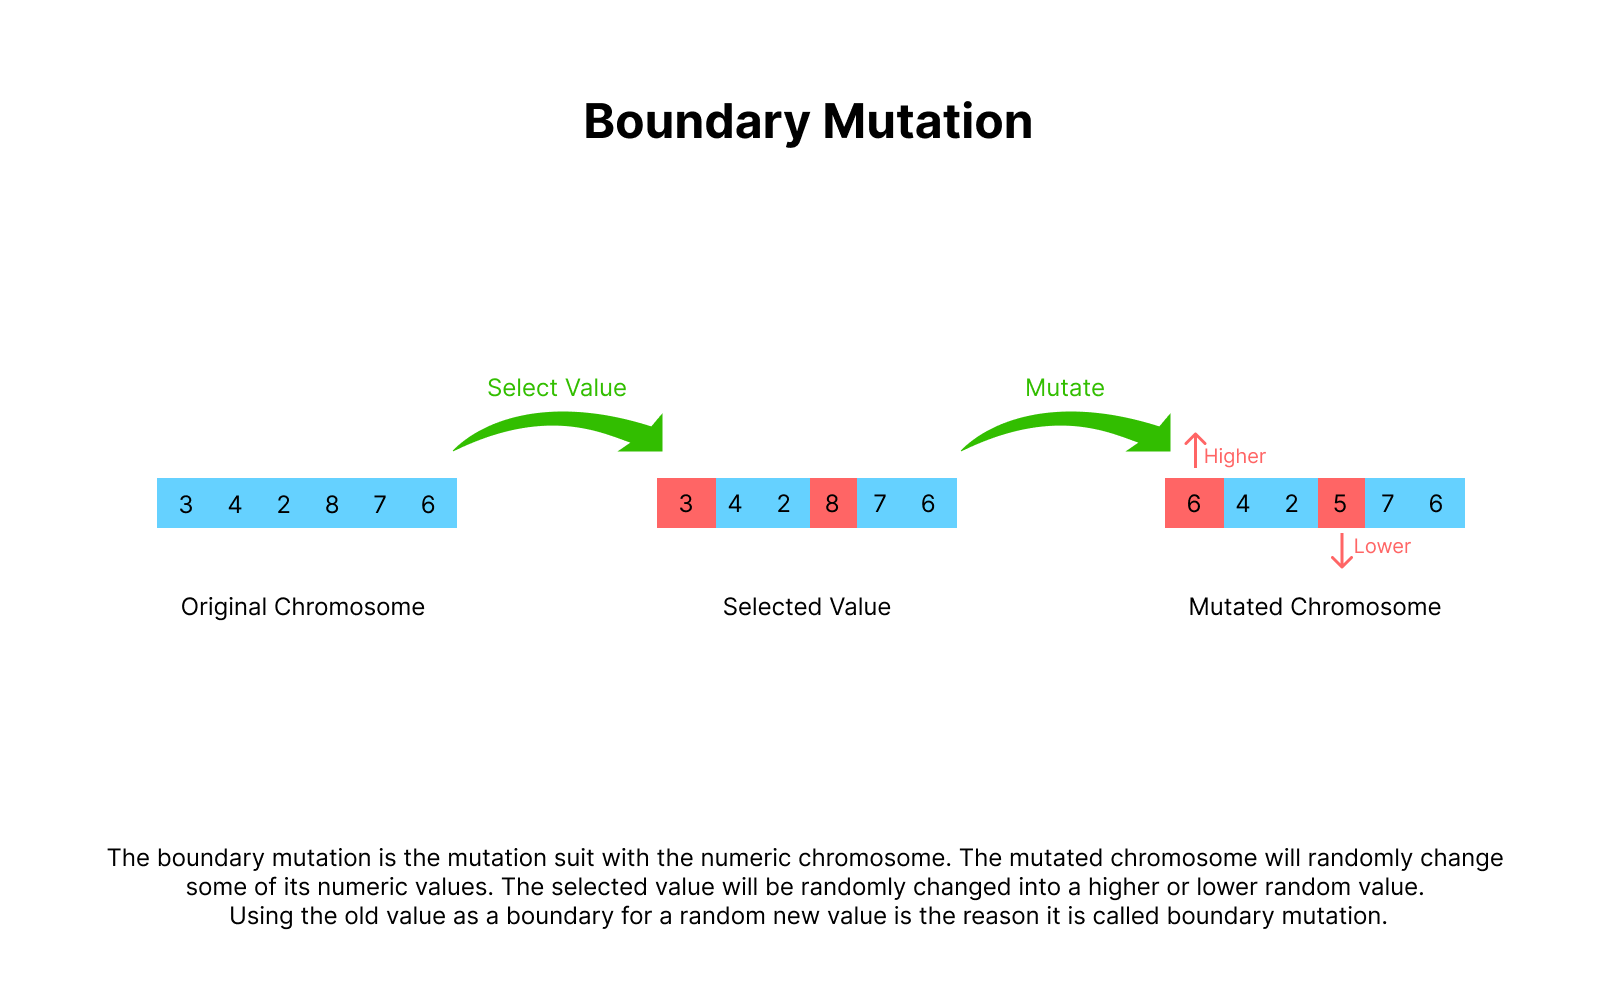 Boundary Mutation
Select Value
Mutate
Higher
3 4 2 8 7 6
3 4 2 8 7 6
6 4 2 5 7 6
Lower
Original Chromosome
Selected Value
Mutated Chromosome
The boundary mutation is the mutation suit with the numeric chromosome. The mutated chromosome will randomly change
some of its numeric values. The selected value will be randomly changed into a higher or lower random value.
Using the old value as a boundary for a random new value is the reason it is called boundary mutation.